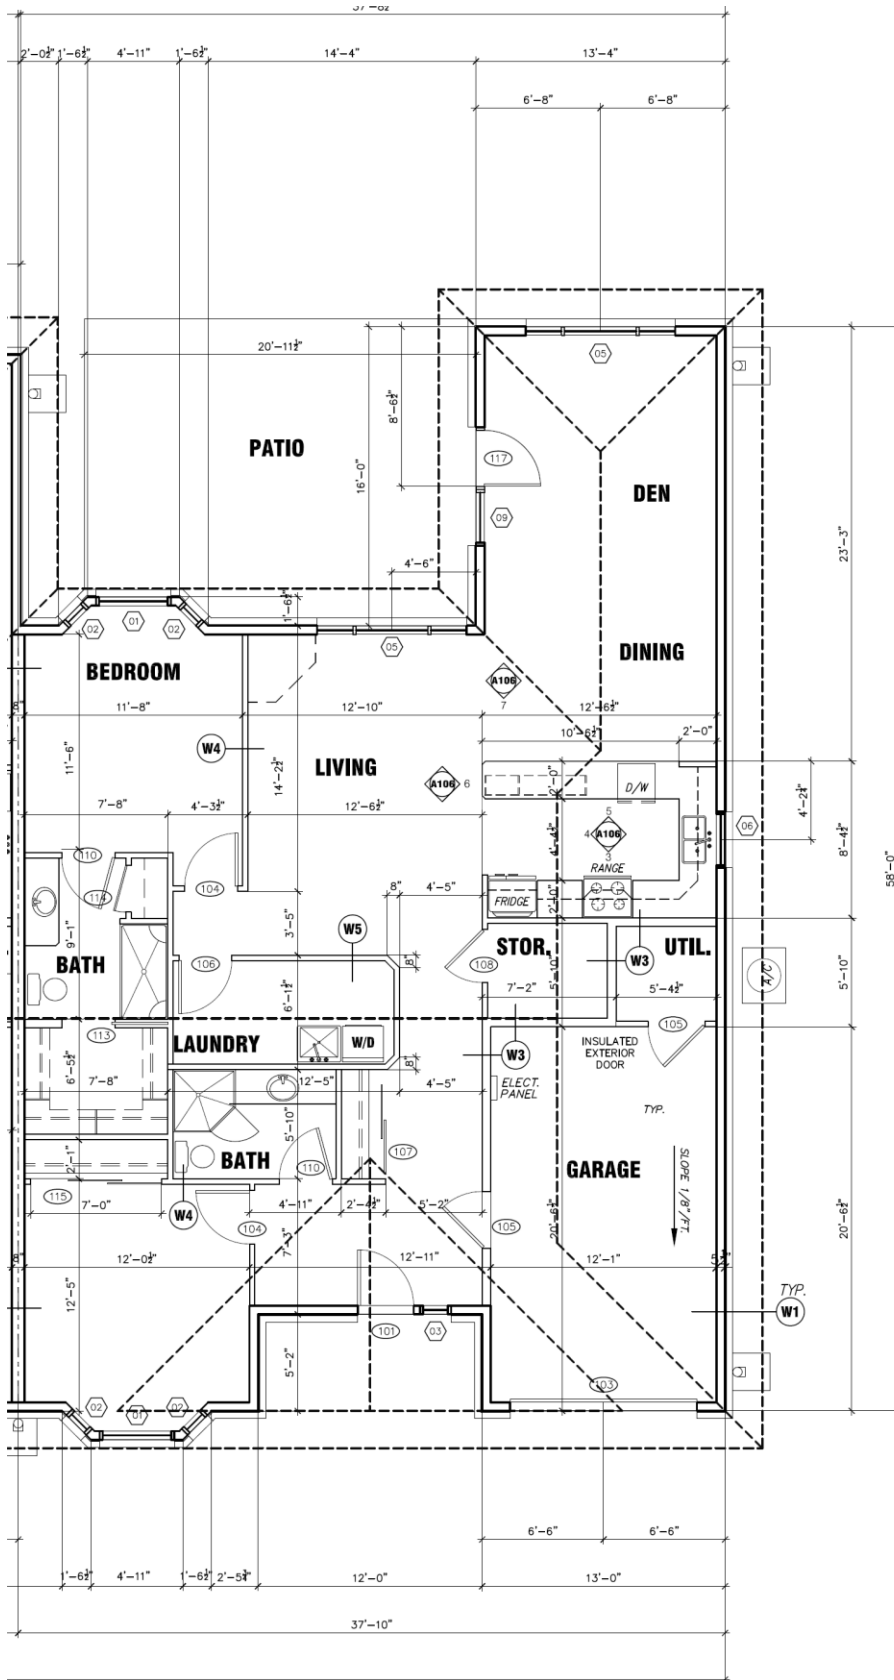 2'-0½" 1'-6½" 4'-11" 1'-6½" 14'-4" 13'-4"
6'-8" 6'-8"
20'-11½"
05
8'-6½"
PATIO
117
16'-0"
DEN
09
23'-3"
4'-6"
1'-6½"
02 01 02
05
DINING
BEDROOM
A106
7
11'-8" 12'-10" 12'-6½"
10'-6½" 2'-0"
W4
11'-6"
14'-2½"
LIVING
A106 6
2'-0"
D/W
4'-2¾"
7'-8" 4'-3½" 12'-6½"
5
4 A106
3
06
8'-4½"
58'-0"
110
RANGE
114
104
8" 4'-5"
FRIDGE
2'-0"
9'-1"
3'-5"
W5
STOR. UTIL.
W3
BATH
106
8"
108
7'-2"
5'-10"
5'-4½"
A/C
5'-10"
6'-1½"
113
LAUNDRY
W/D
W3
105
INSULATED
EXTERIOR
DOOR
6'-5½"
7'-8"
12'-5"
8"
4'-5"
ELECT.
PANEL
TYP.
5'-10"
107
2'-1"
BATH
110
GARAGE
SLOPE 1/8"/FT.
115
7'-0"
W4
104
4'-11" 2'-4½" 5'-2"
105
20'-6½"
20'-6½"
7'-3"
8" 12'-0½" 12'-11" 12'-1"
12'-5"
TYP.
W1
101 03
5'-2"
103
02 01 02
6'-6" 6'-6"
1'-6½" 4'-11" 1'-6½" 2'-5¾" 12'-0" 13'-0"
37'-10"